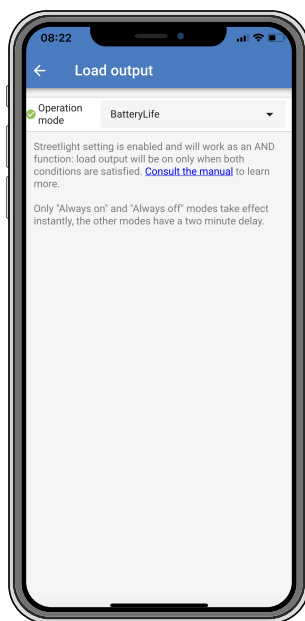 08:22
Load output
Operation
mode
BatteryLife
Streetlight setting is enabled and will work as an AND
function: load output will be on only when both
conditions are satisfied. Consult the manual to learn
more.
Only "Always on" and "Always off" modes take effect
instantly, the other modes have a two minute delay.